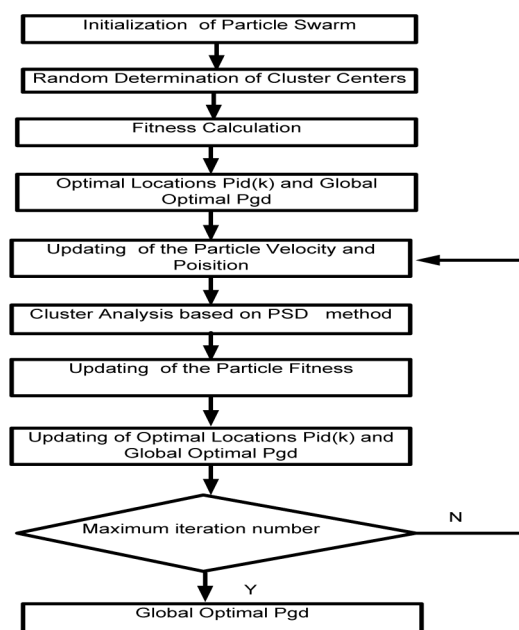 Initialization of Particle Swarm
Random Determination of Cluster Centers
Fitness Calculation
Optimal Locations Pid(k) and Global
Optimal Pgd
Updating of the Particle Velocity and
Poisition
Cluster Analysis based on PSD method
Updating of the Particle Fitness
Updating of Optimal Locations Pid(k) and
Global Optimal Pgd
Maximum iteration number
N
Y
Global Optimal Pgd